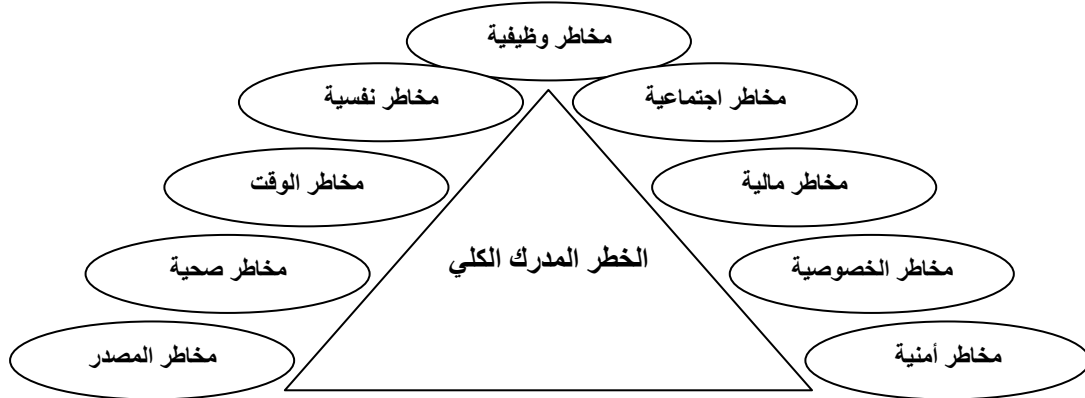 مخاطر وظيفية
مخاطر اجتماعية
مخاطر نفسية
مخاطر مالية
مخاطر الوقت
الخطر المدرك الكلي
مخاطر الخصوصية
مخاطر صحية
مخاطر أمنية
مخاطر المصدر